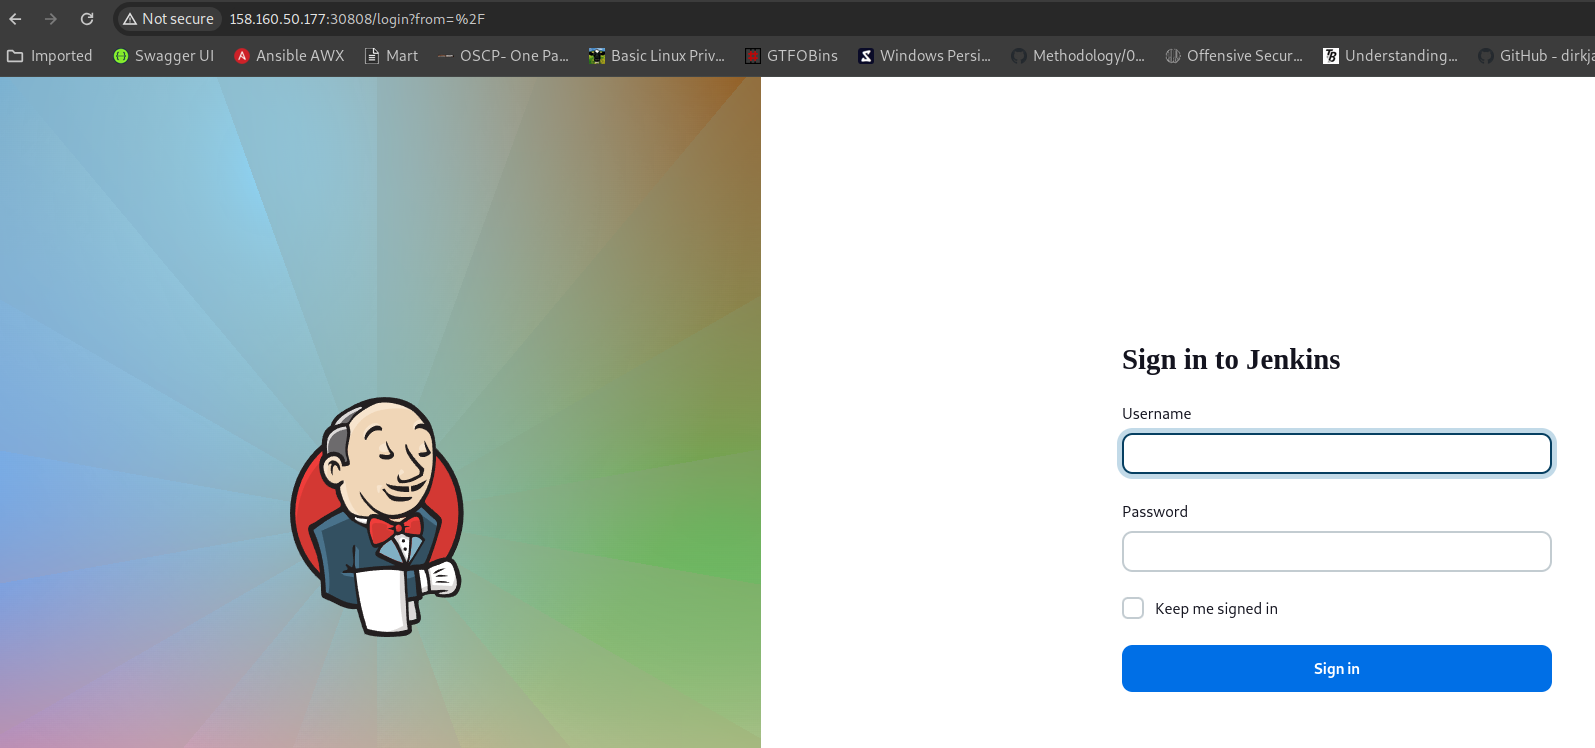 Not secure 158.160.50.177:30808/login?from=%2F
Imported Swagger UI Ansible AWX Mart OSCP- One Pa... Basic Linux Priv... GTFOBins Windows Persi... Methodology/0... Offensive Secur... Understanding... GitHub - dirkja
Sign in to Jenkins
Username
Password
Keep me signed in
Sign in